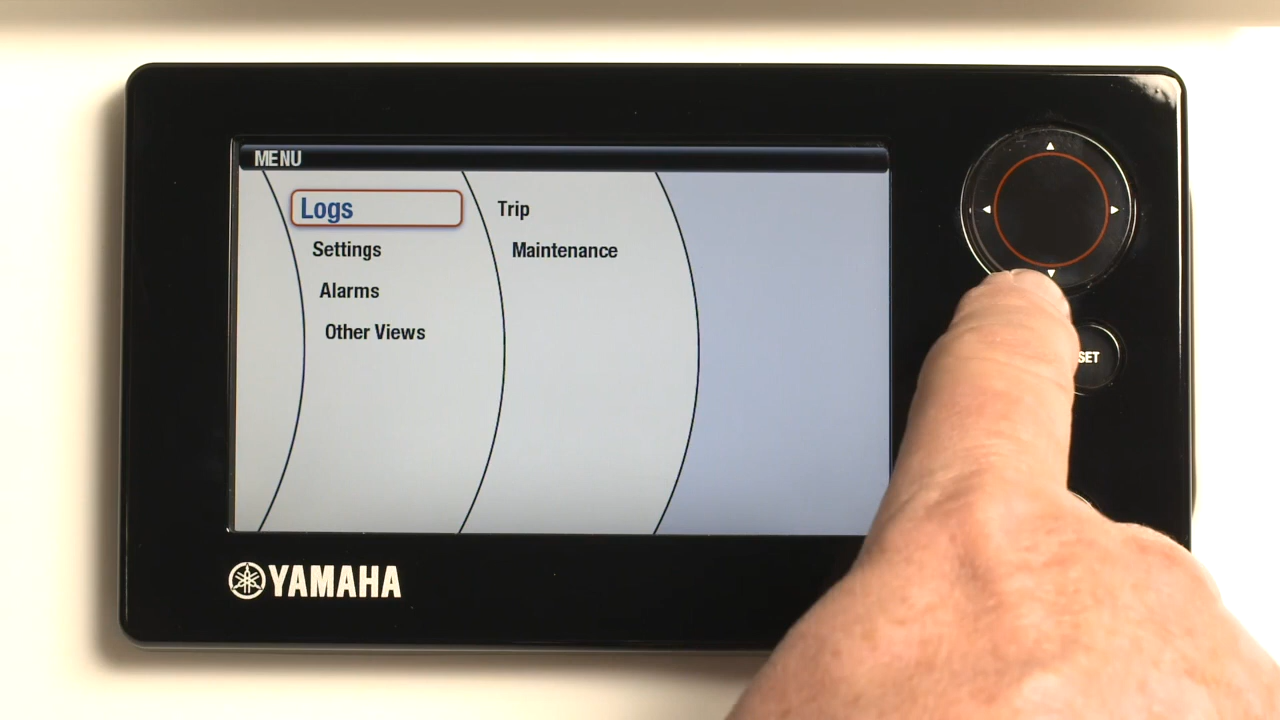 MENU
Logs
Trip
Settings
Maintenance
Alarms
Other Views
SET
YAMAHA